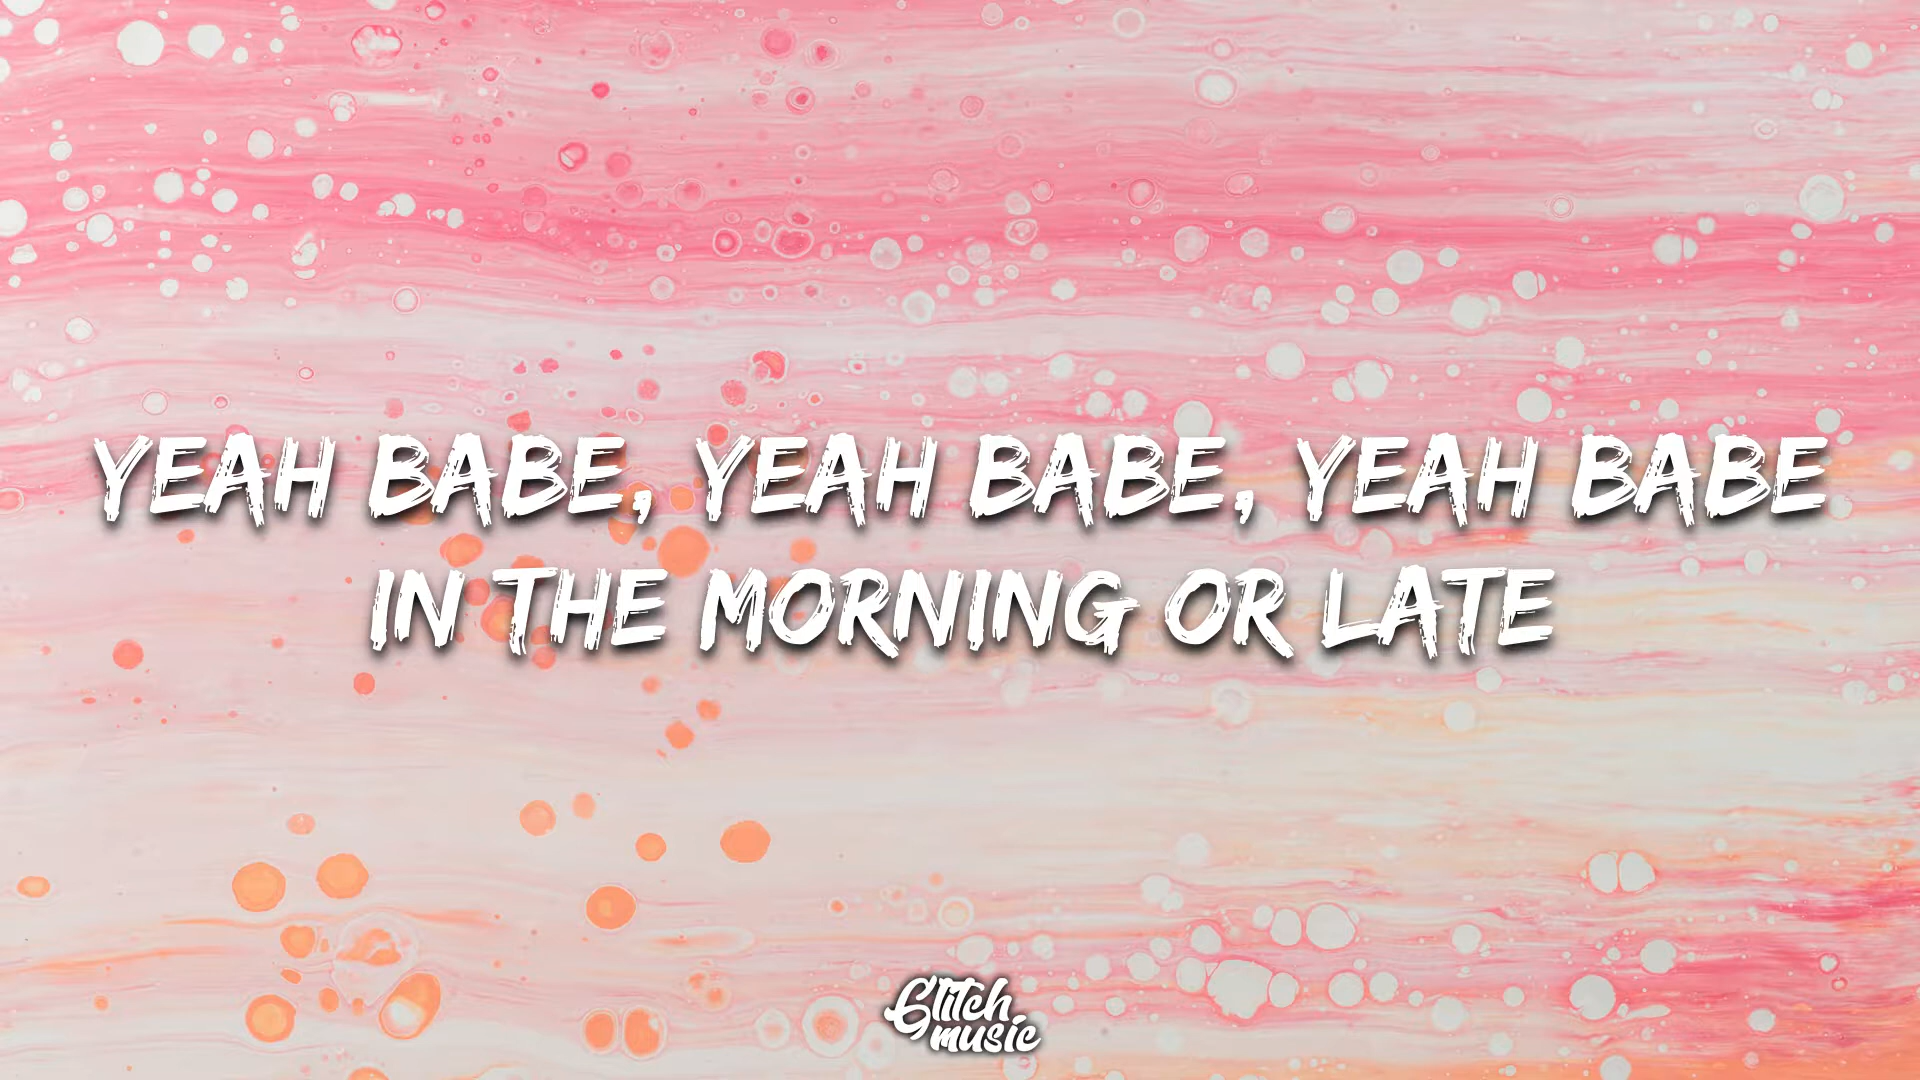 YEAH BABE, YEAH BABE, YEAH BABE
IN THE MORNING OR LATE
Glitch
music